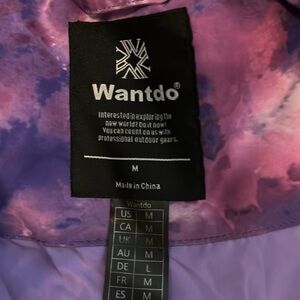 Wantdo®
Interested in exploring the
new world? Do it now!
You can count on us with
professional outdoor gears.
M
Made in China
Wantdo
US M
CA M
UK M
AU M
DE L
FR M
ES M